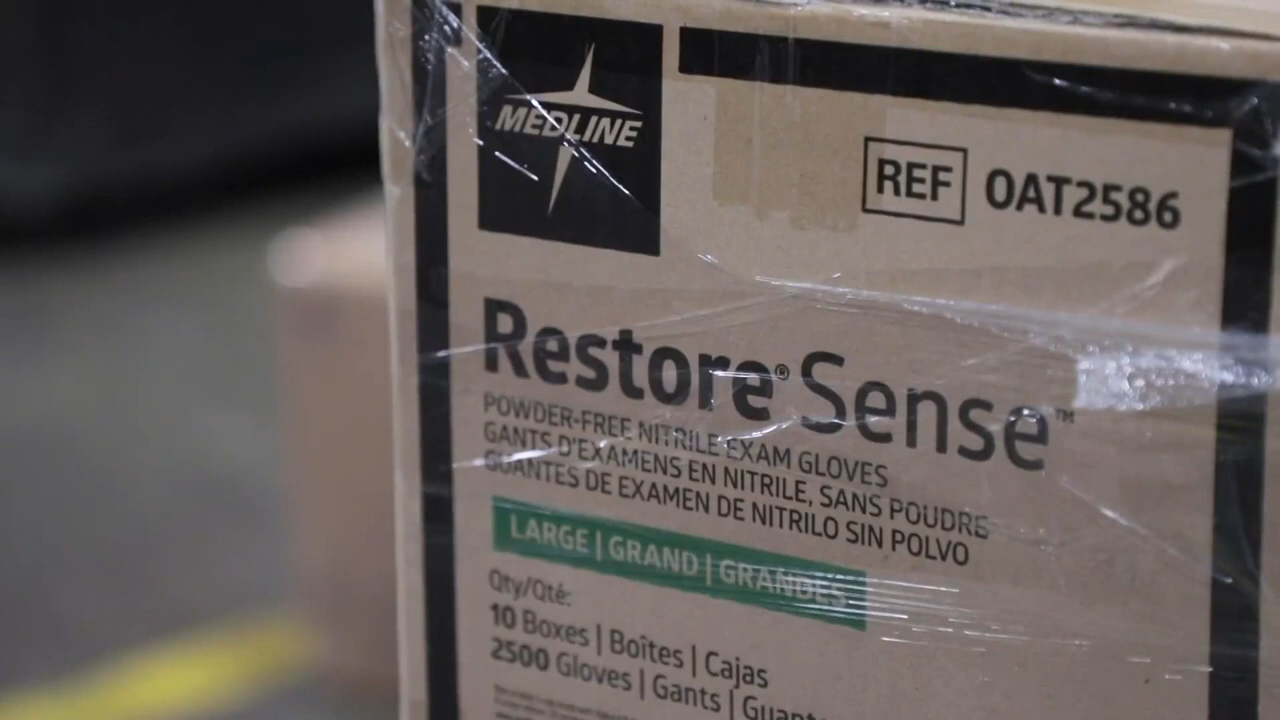 MEDLINE
REF OAT2586
Restore® Sense™
POWDER-FREE NITRILE EXAM GLOVES
GANTS D'EXAMENS EN NITRILE, SANS POUDRE
GUANTES DE EXAMEN DE NITRILO SIN POLVO
LARGE | GRAND | GRANDES
Qty/Qté:
10 Boxes | Boîtes | Cajas
2500 Gloves | Gants |